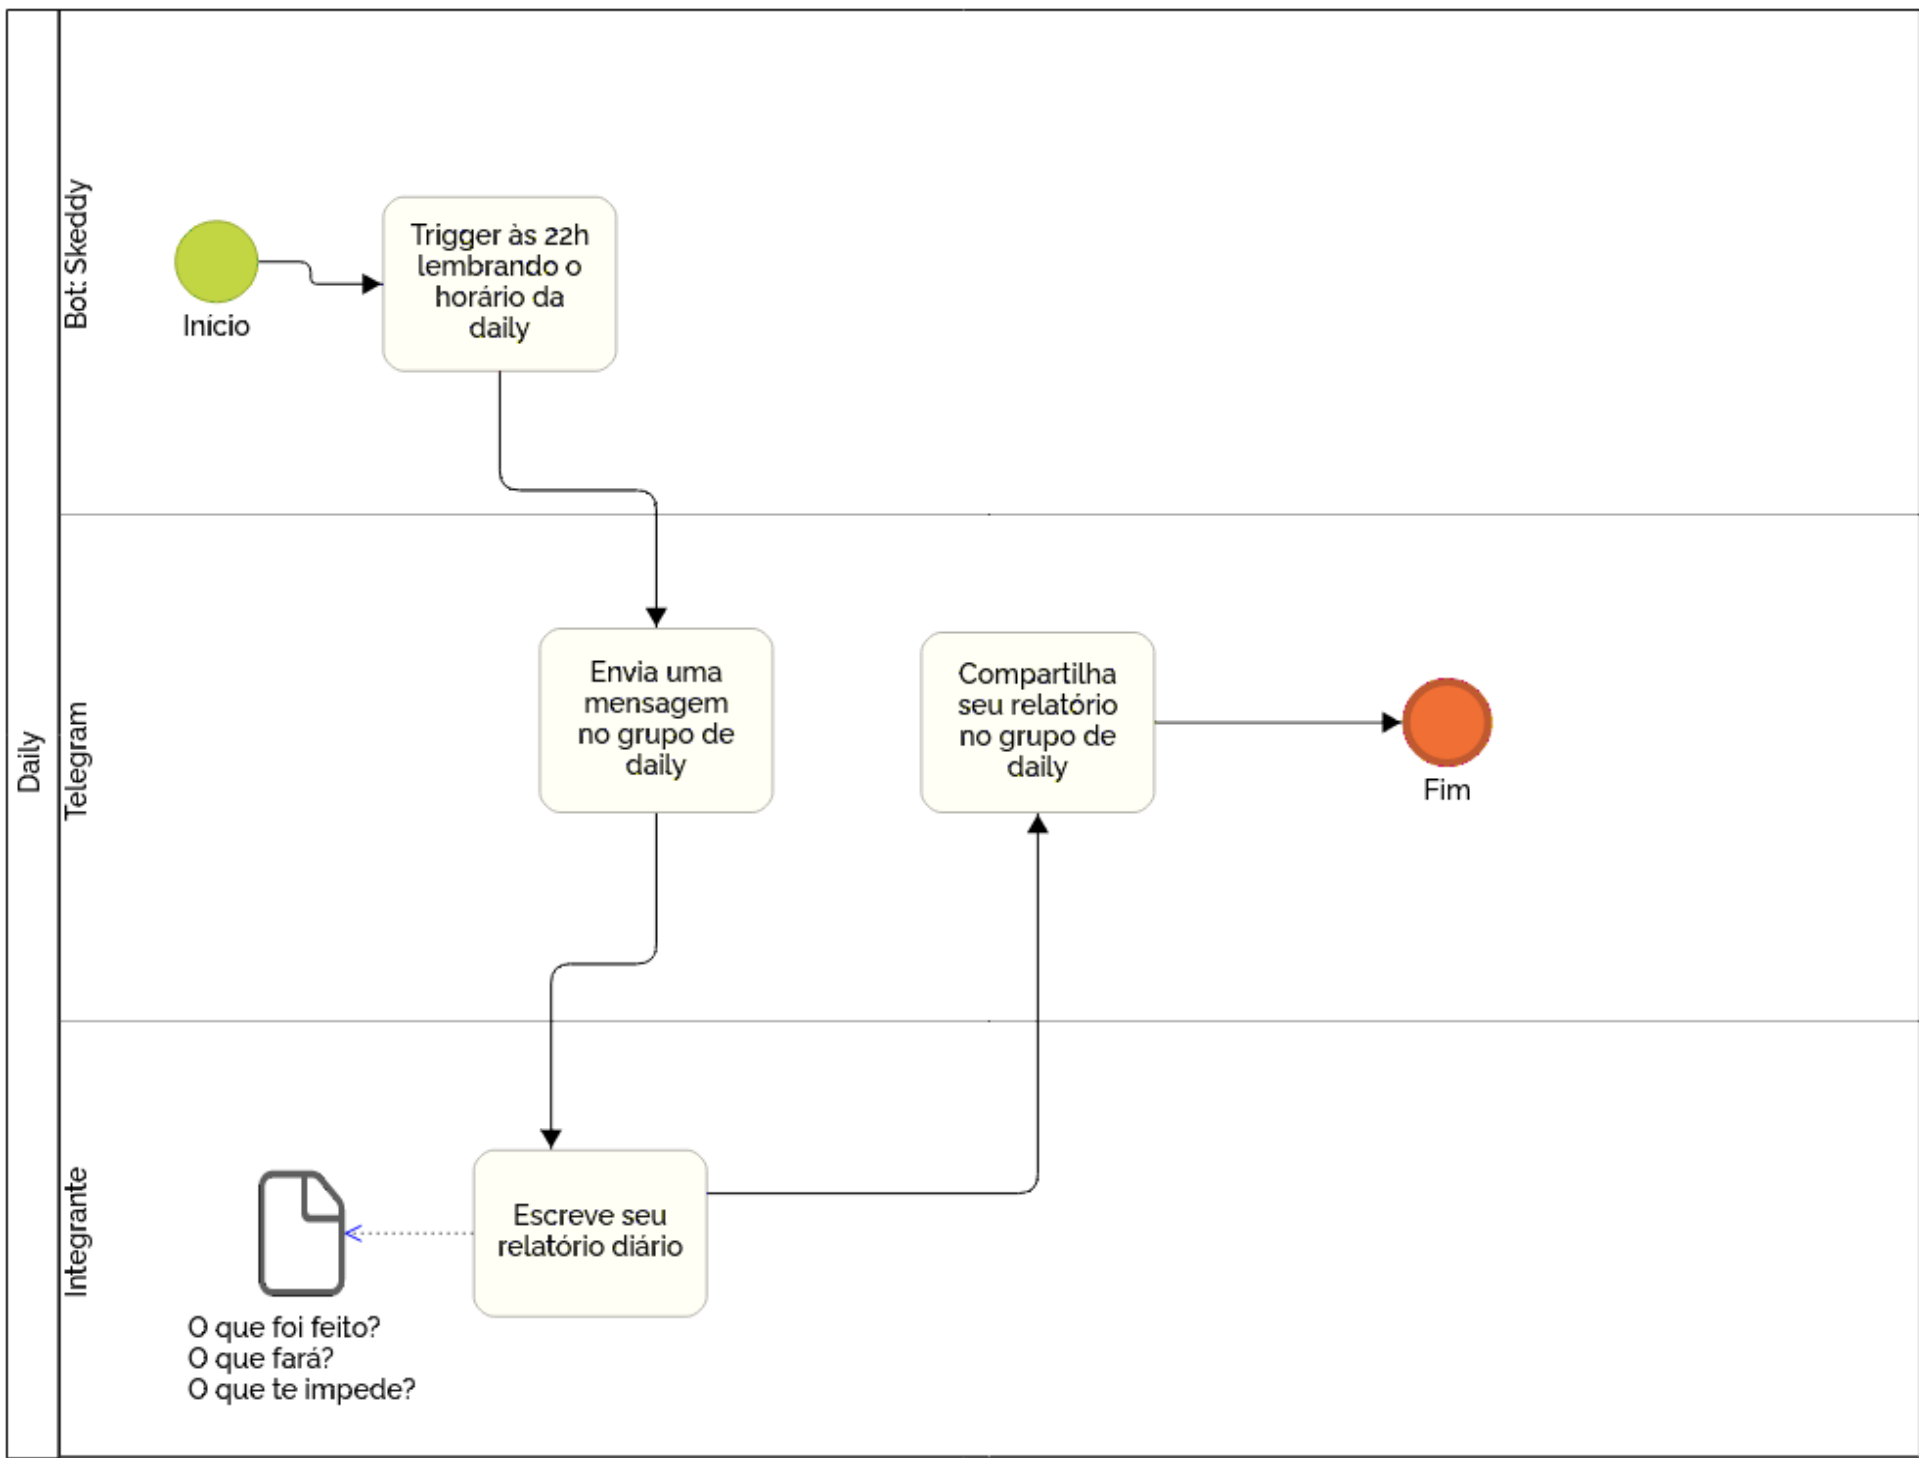 Daily
Bot: Skeddy
Início
Trigger às 22h
lembrando o
horário da
daily
Telegram
Envia uma
mensagem
no grupo de
daily
Compartilha
seu relatório
no grupo de
daily
Fim
Integrante
Escreve seu
relatório diário
O que foi feito?
O que fará?
O que te impede?